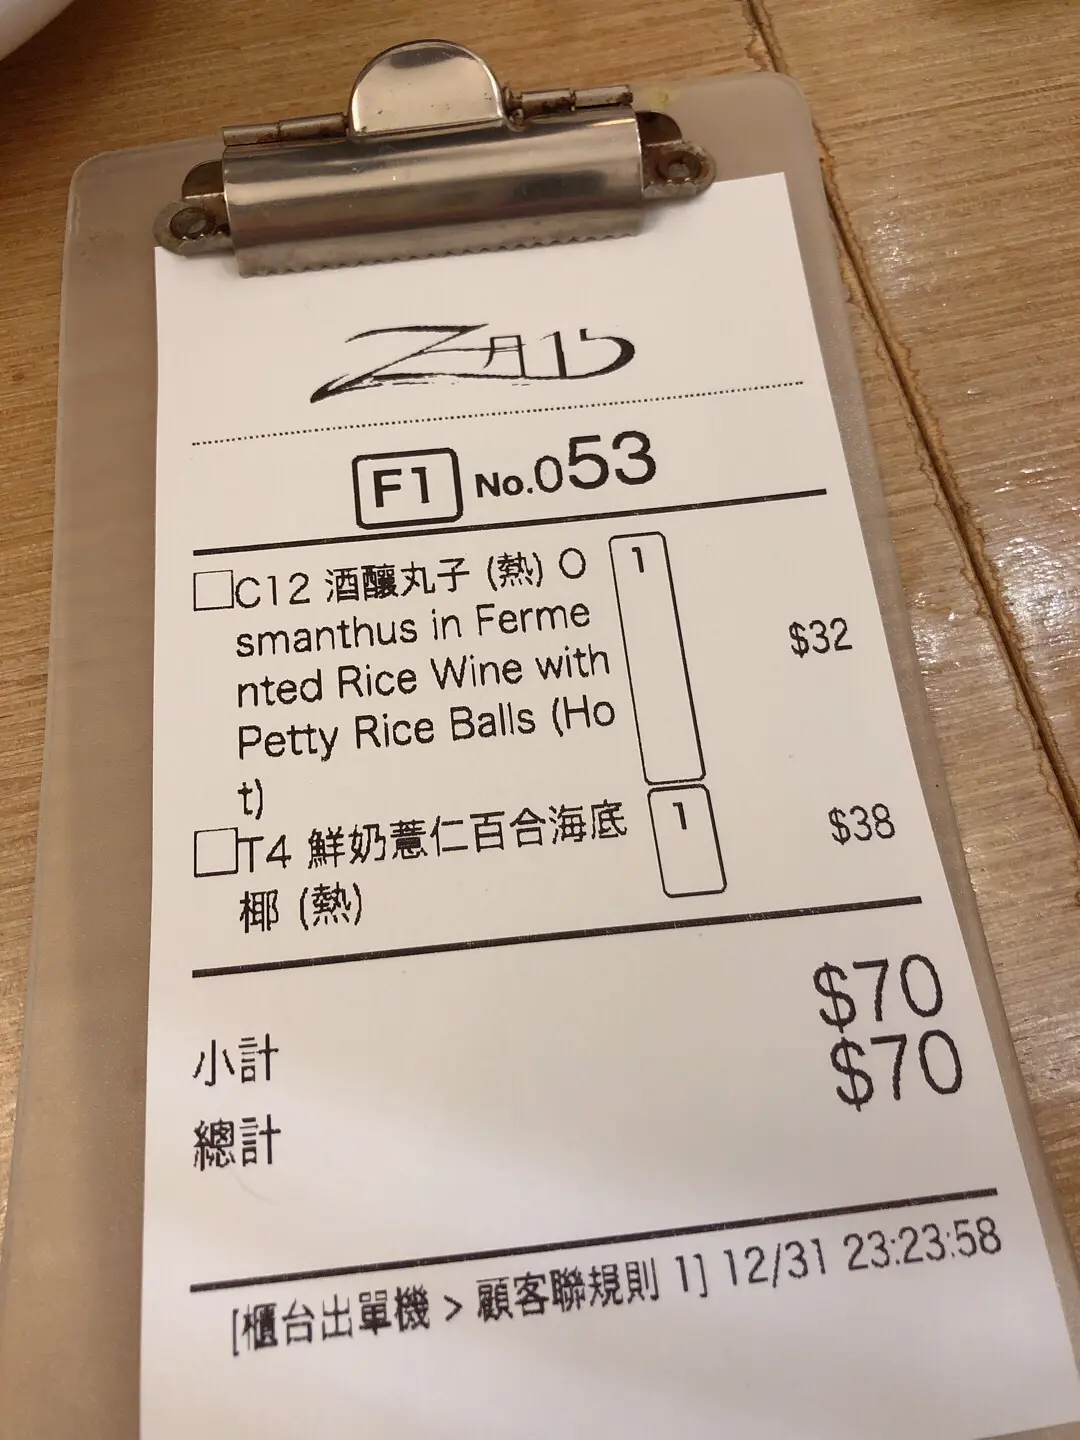 F1 No.053
C12 酒釀丸子 (熱) O
smanthus in Ferme
nted Rice Wine with
Petty Rice Balls (Ho
t)
1
$32
T4 鮮奶薏仁百合海底
椰 (熱)
1
$38
小計 $70
總計 $70
[櫃台出單機 > 顧客聯規則 1] 12/31 23:23:58